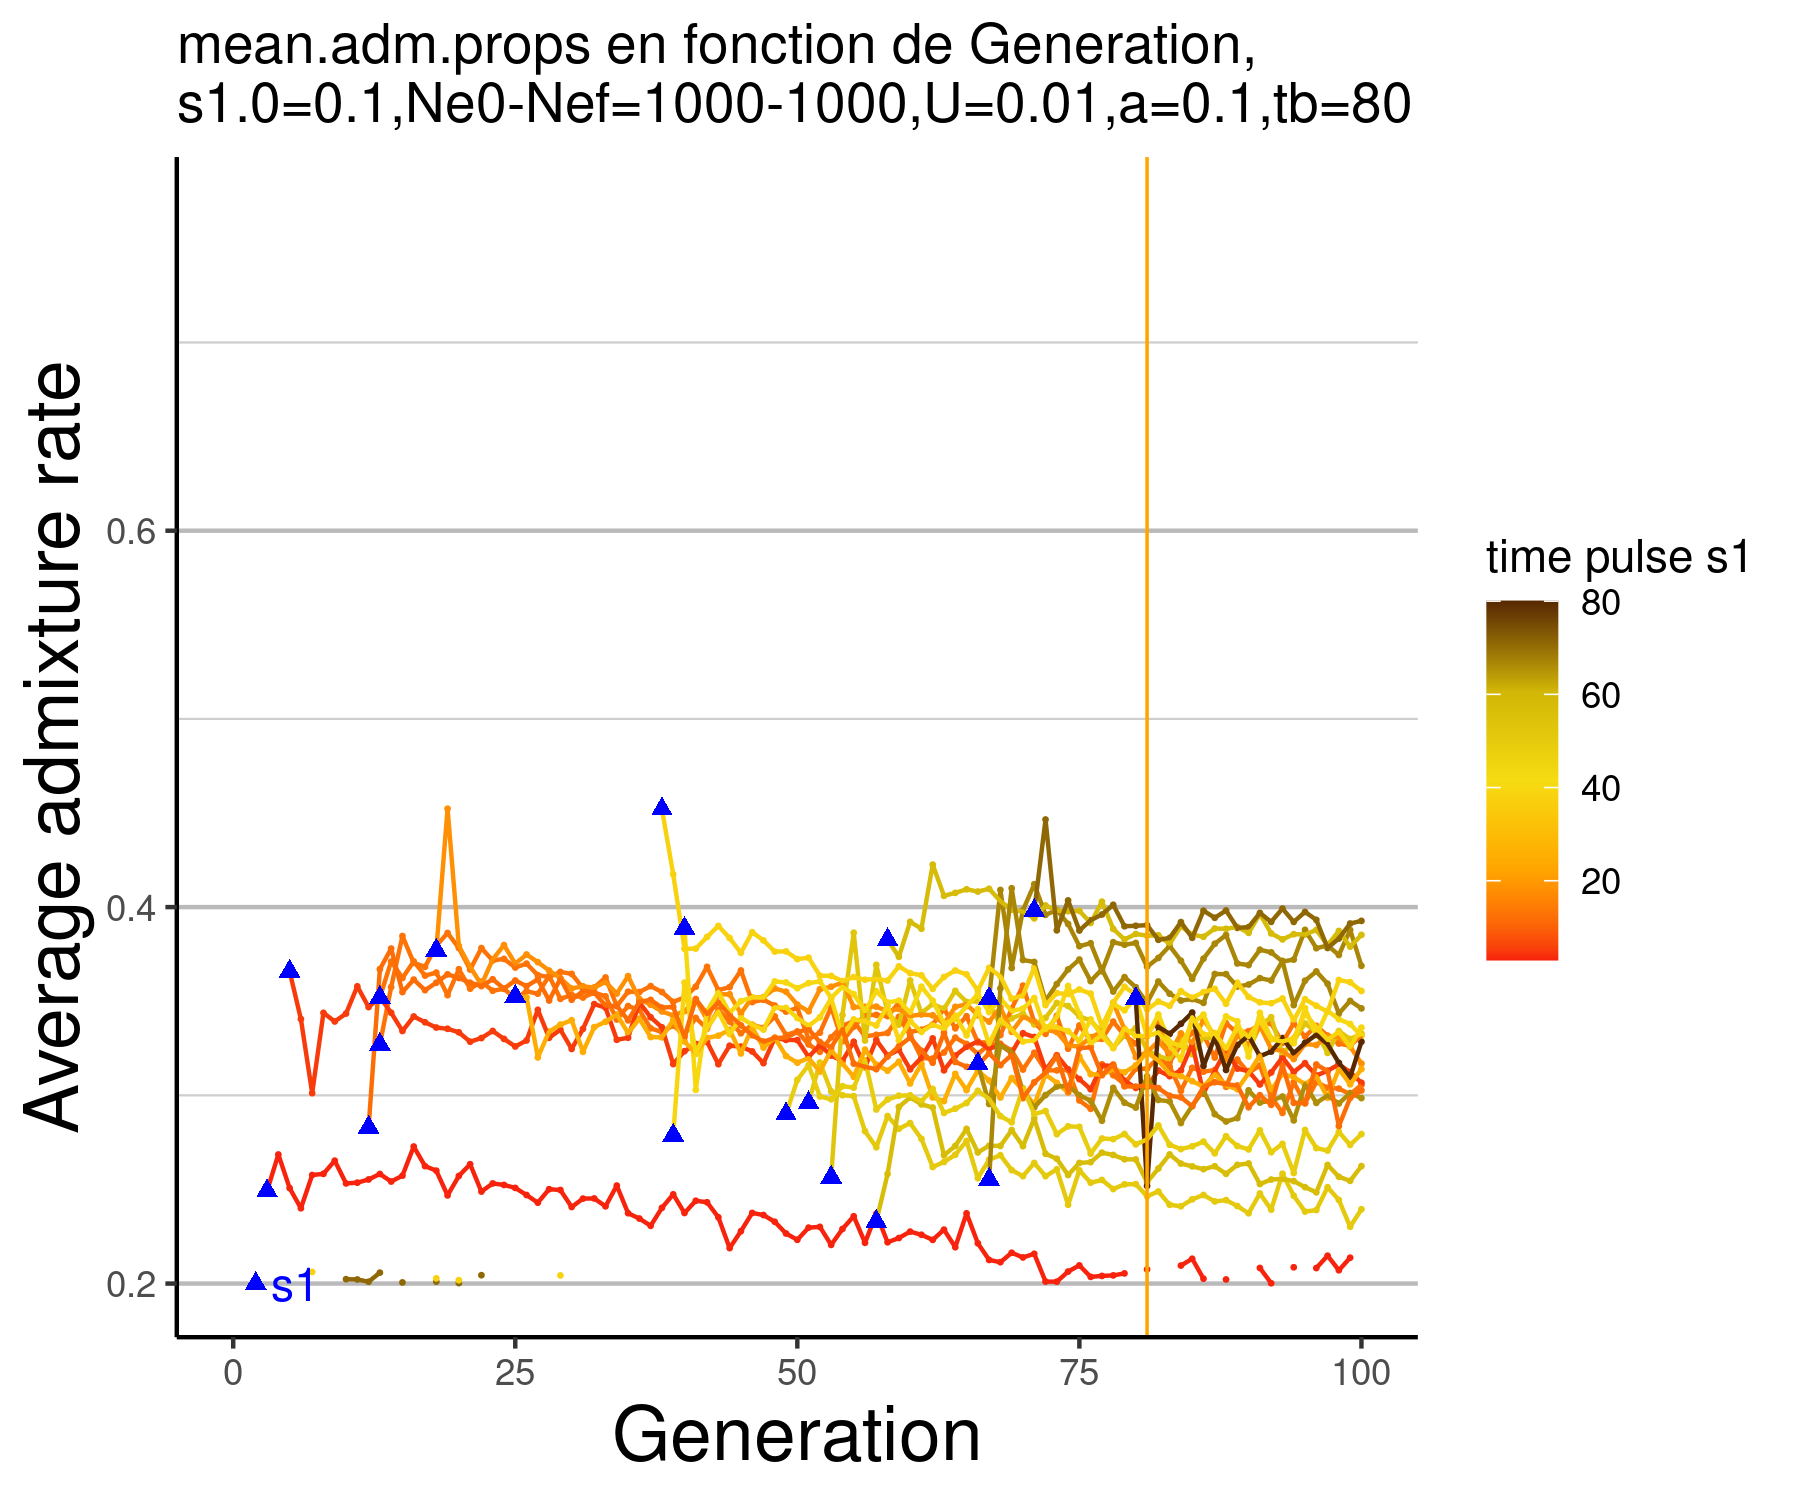 mean.adm.props en fonction de Generation,
s1.0=0.1,Ne0-Nef=1000-1000,U=0.01,a=0.1,tb=80
Average admixture rate
0.6
0.4
0.2
s1
0 25 50 75 100
Generation
time pulse s1
80
60
40
20